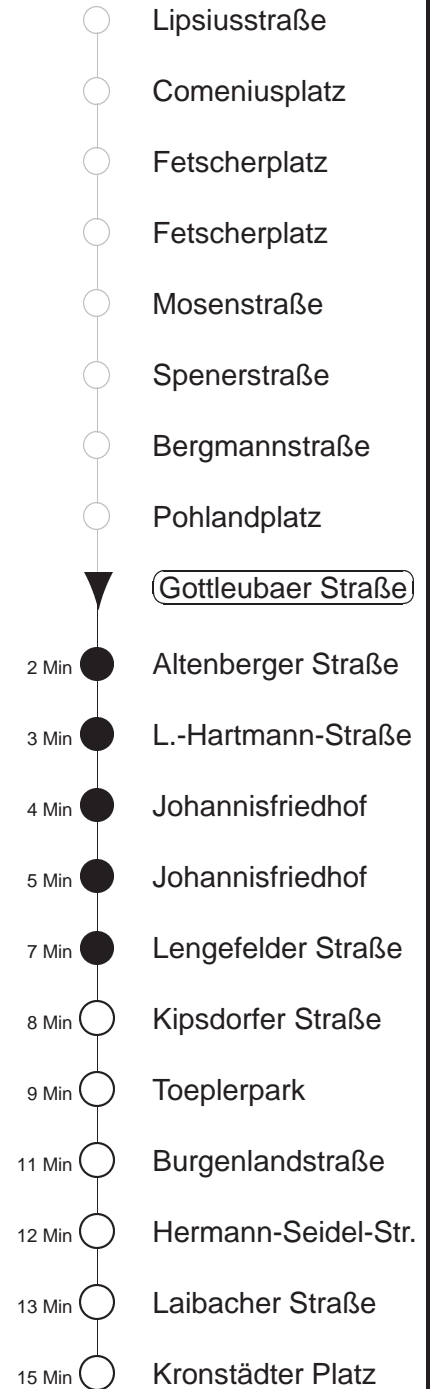 Lipsiusstraße
Comeniusplatz
Fetscherplatz
Fetscherplatz
Mosenstraße
Spenerstraße
Bergmannstraße
Pohlandplatz
Gottleubaer Straße
2 Min Altenberger Straße
3 Min L.-Hartmann-Straße
4 Min Johannisfriedhof
5 Min Johannisfriedhof
7 Min Lengefelder Straße
8 Min Kipsdorfer Straße
9 Min Toeplerpark
11 Min Burgenlandstraße
12 Min Hermann-Seidel-Str.
13 Min Laibacher Straße
15 Min Kronstädter Platz